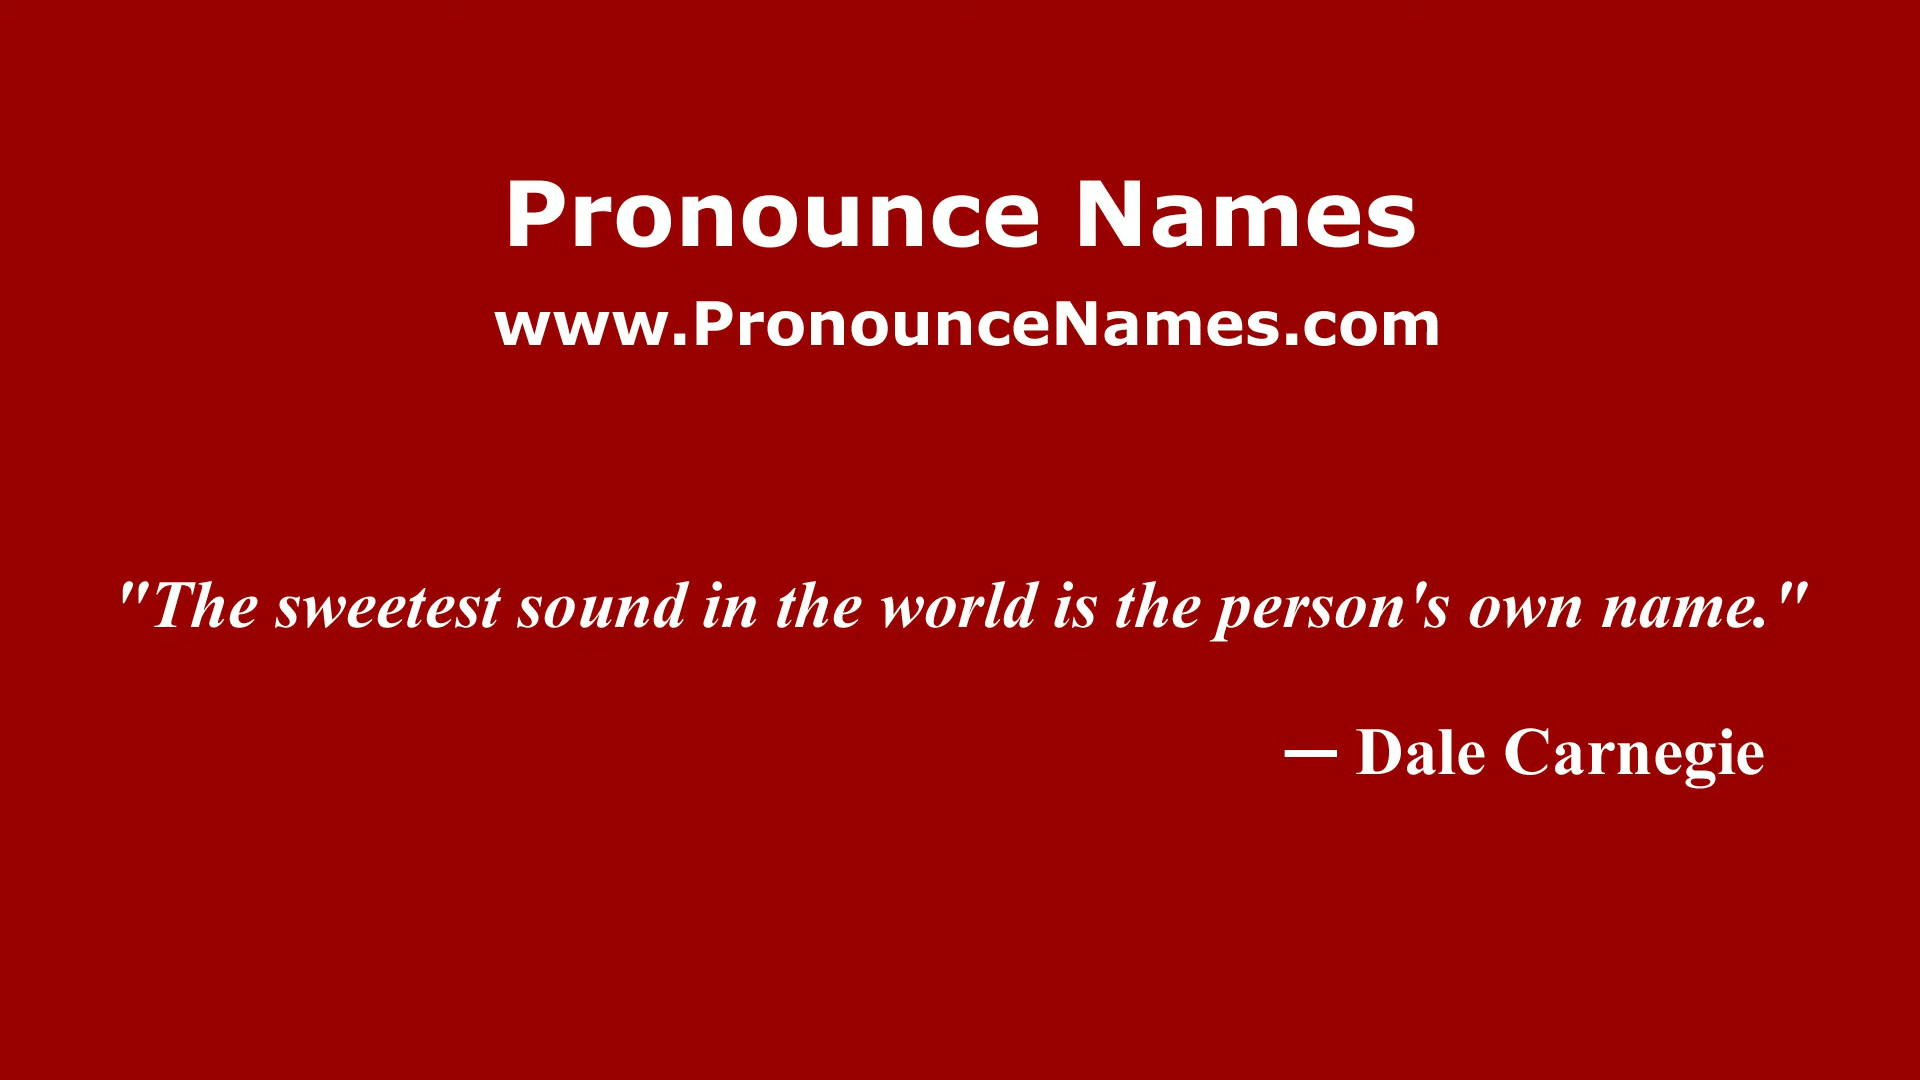 Pronounce Names
www.PronounceNames.com
"The sweetest sound in the world is the person's own name."
— Dale Carnegie